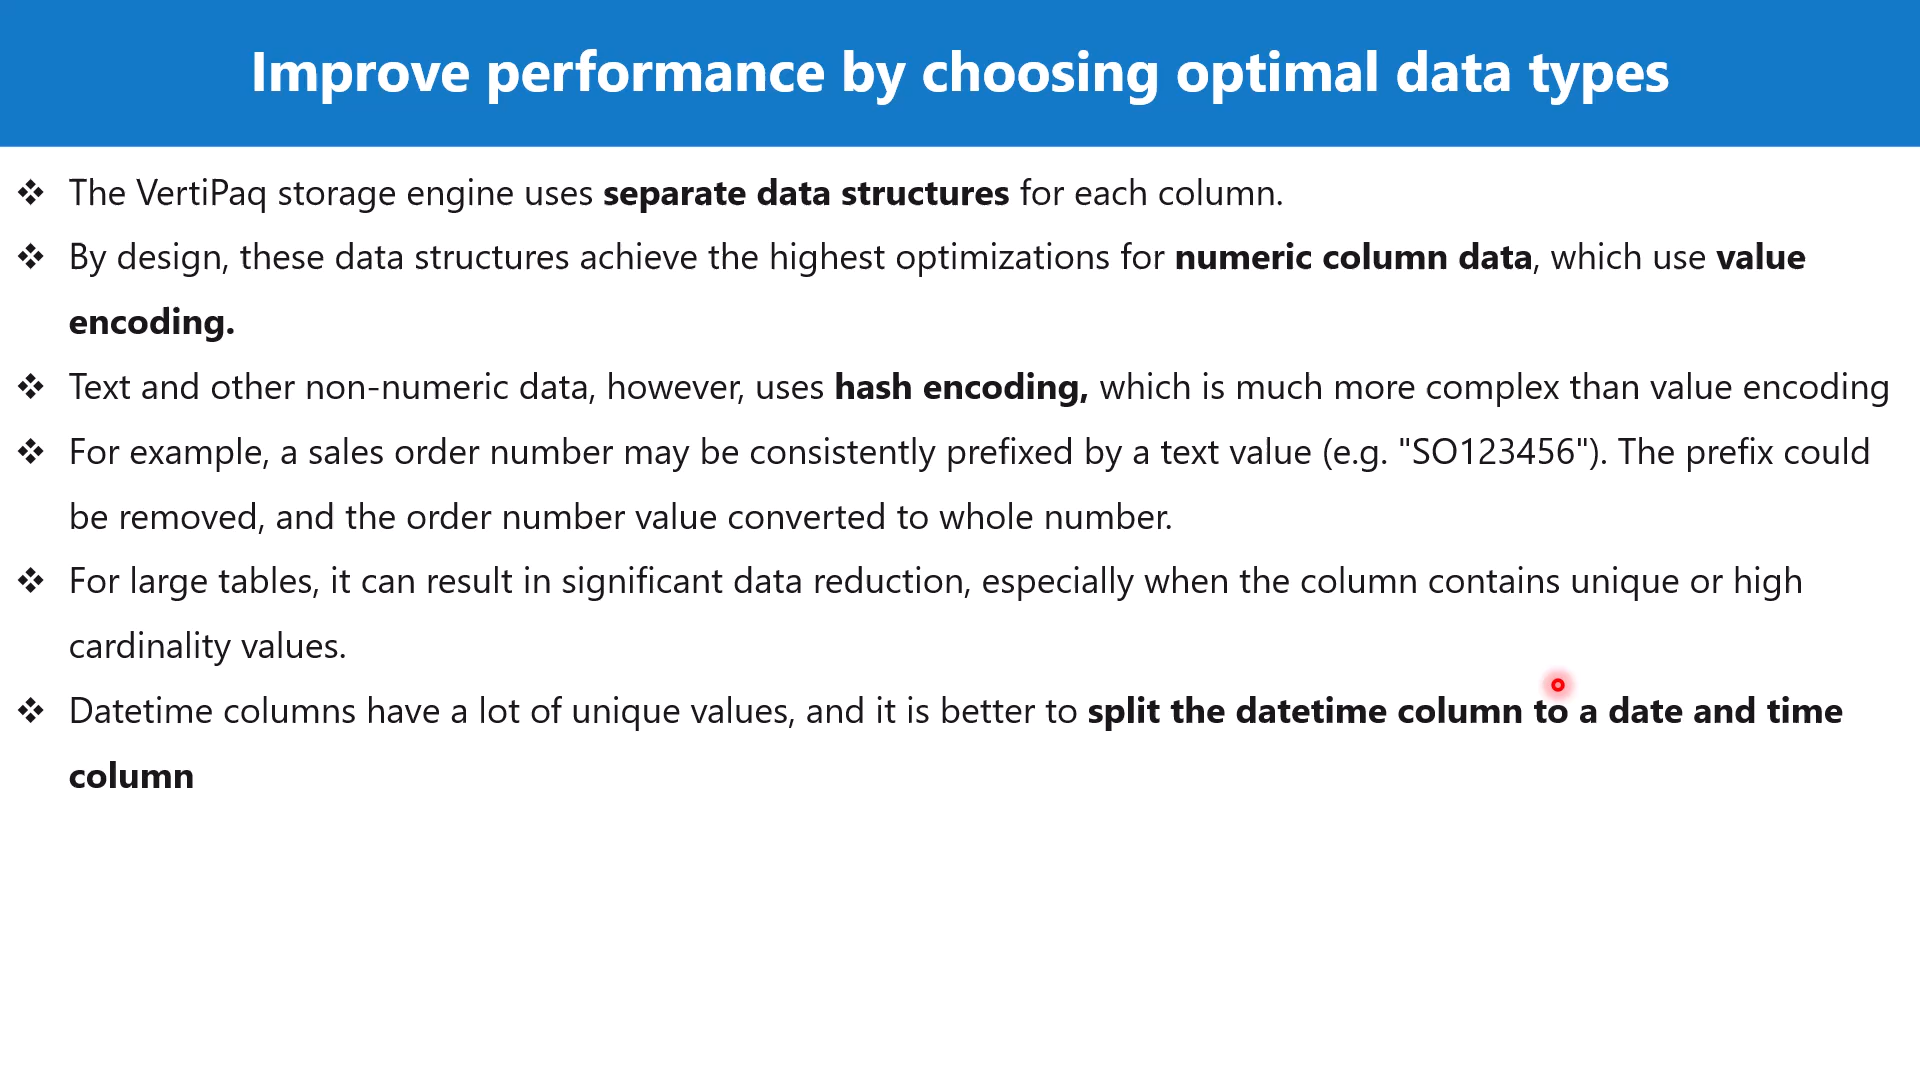 Improve performance by choosing optimal data types
❖ The VertiPaq storage engine uses separate data structures for each column.
❖ By design, these data structures achieve the highest optimizations for numeric column data, which use value
encoding.
❖ Text and other non-numeric data, however, uses hash encoding, which is much more complex than value encoding
❖ For example, a sales order number may be consistently prefixed by a text value (e.g. "SO123456"). The prefix could
be removed, and the order number value converted to whole number.
❖ For large tables, it can result in significant data reduction, especially when the column contains unique or high
cardinality values.
❖ Datetime columns have a lot of unique values, and it is better to split the datetime column to a date and time
column